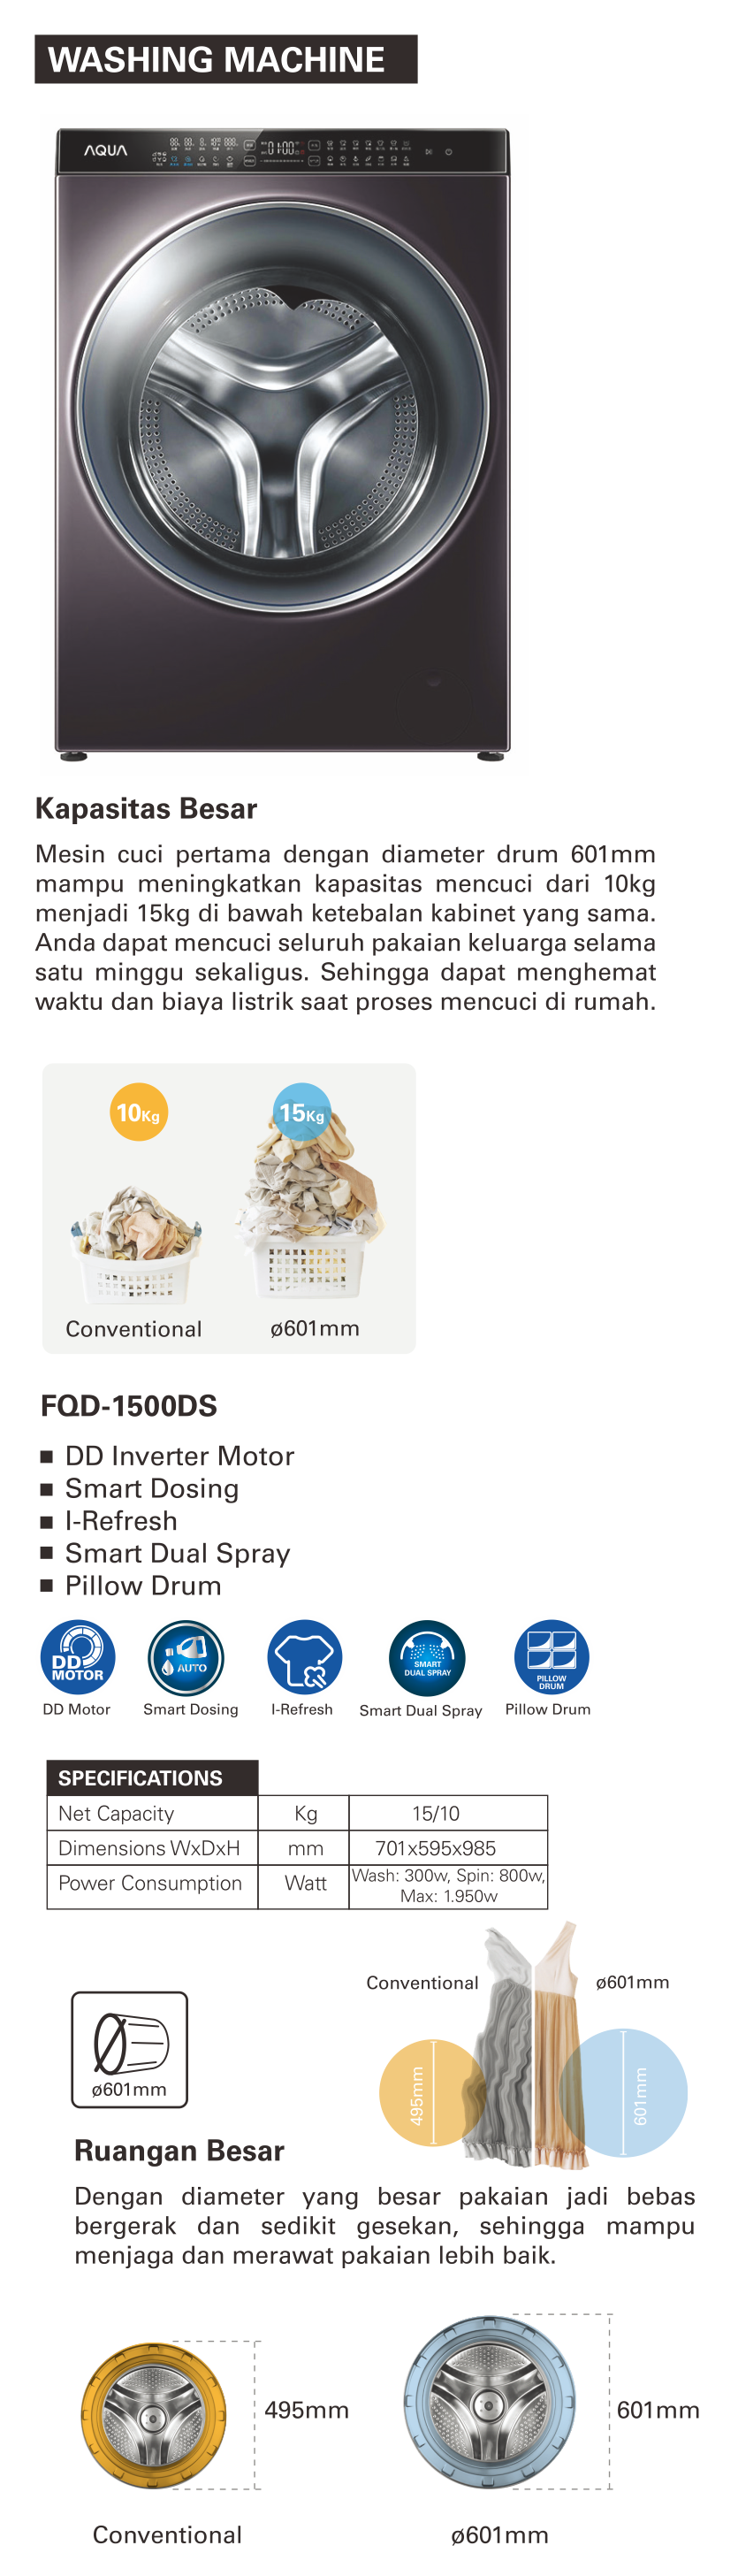 WASHING MACHINE
AQUA
Kapasitas Besar
Mesin cuci pertama dengan diameter drum 601mm
mampu meningkatkan kapasitas mencuci dari 10kg
menjadi 15kg di bawah ketebalan kabinet yang sama.
Anda dapat mencuci seluruh pakaian keluarga selama
satu minggu sekaligus. Sehingga dapat menghemat
waktu dan biaya listrik saat proses mencuci di rumah.
10Kg 15Kg
Conventional ø601mm
FQD-1500DS
DD Inverter Motor
Smart Dosing
I-Refresh
Smart Dual Spray
Pillow Drum
DD MOTOR
AUTO
SMART DUAL SPRAY
PILLOW DRUM
DD Motor Smart Dosing I-Refresh Smart Dual Spray Pillow Drum
SPECIFICATIONS
Net Capacity Kg 15/10
Dimensions WxDxH mm 701x595x985
Power Consumption Watt Wash: 300w, Spin: 800w,
Max: 1.950w
Conventional ø601mm
495mm 601mm
ø601mm
Ruangan Besar
Dengan diameter yang besar pakaian jadi bebas
bergerak dan sedikit gesekan, sehingga mampu
menjaga dan merawat pakaian lebih baik.
495mm 601mm
Conventional ø601mm